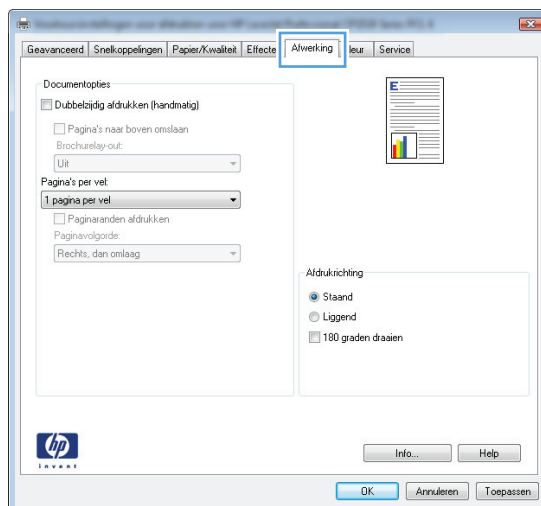 Geavanceerd Snelkoppelingen Papier/Kwaliteit Effecte Afwerking leur Service
Documentopties
Dubbelzijdig afdrukken (handmatig)
Pagina's naar boven omslaan
Brochurelay-out:
Uit
Pagina's per vel:
1 pagina per vel
Paginaranden afdrukken
Paginavolgorde:
Rechts, dan omlaag
E
Afdrukrichting
Staand
Liggend
180 graden draaien
hp
invent
Info... Help
OK Annuleren Toepassen